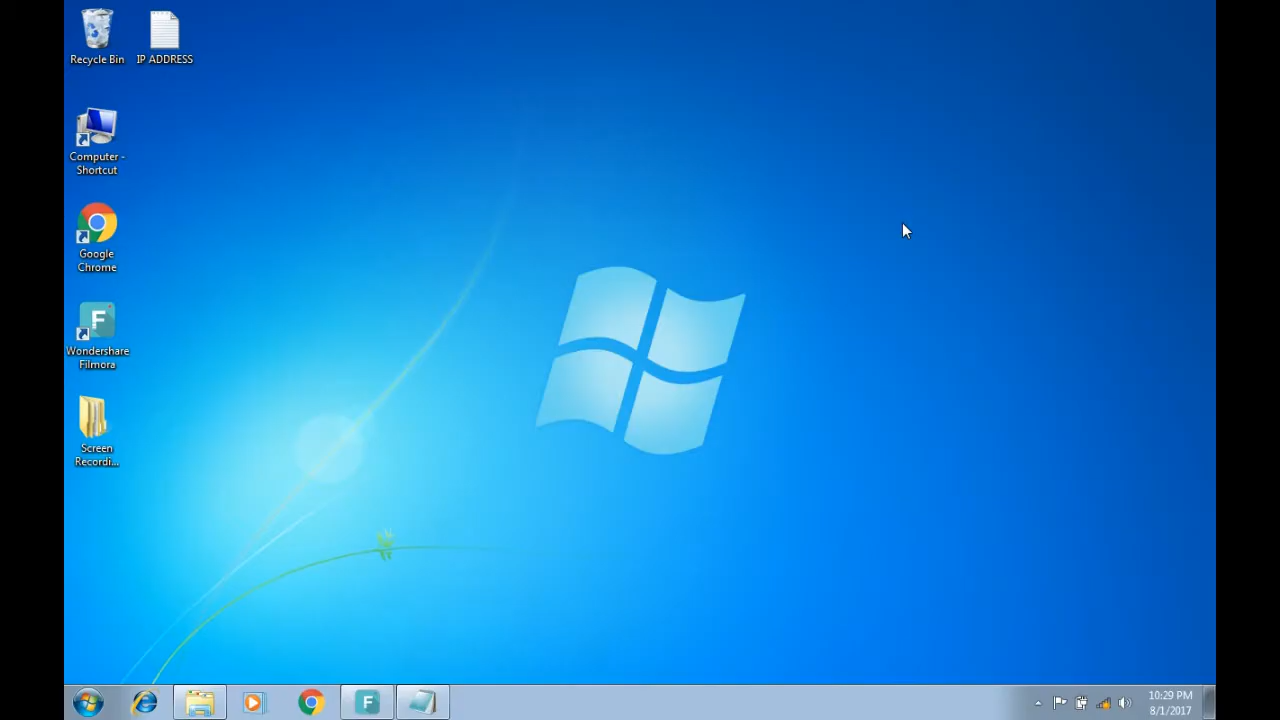 Recycle Bin
IP ADDRESS
Computer -
Shortcut
Google
Chrome
Wondershare
Filmora
Screen
Recordi...
10:29 PM
8/1/2017